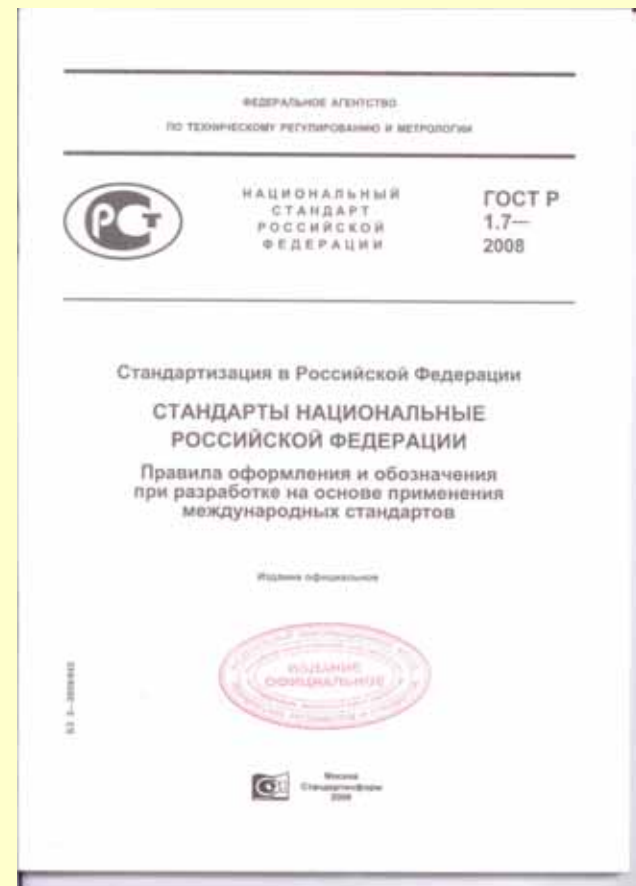 ФЕДЕРАЛЬНОЕ АГЕНТСТВО
ПО ТЕХНИЧЕСКОМУ РЕГУЛИРОВАНИЮ И МЕТРОЛОГИИ
РСТ
НАЦИОНАЛЬНЫЙ
СТАНДАРТ
РОССИЙСКОЙ
ФЕДЕРАЦИИ
ГОСТ Р
1.7—
2008
Стандартизация в Российской Федерации
СТАНДАРТЫ НАЦИОНАЛЬНЫЕ
РОССИЙСКОЙ ФЕДЕРАЦИИ
Правила оформления и обозначения
при разработке на основе применения
международных стандартов
Издание официальное
ИЗДАНИЕ
ОФИЦИАЛЬНОЕ
Москва
Стандартинформ